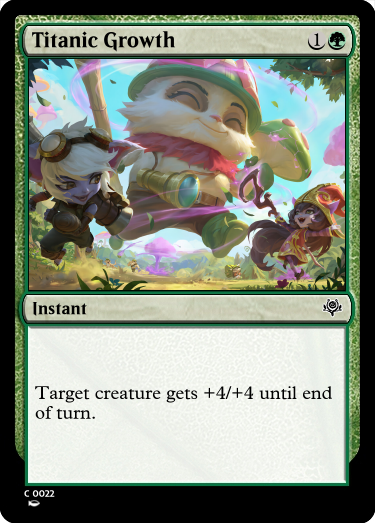 Titanic Growth 1
Instant
Target creature gets +4/+4 until end
of turn.
C 0022